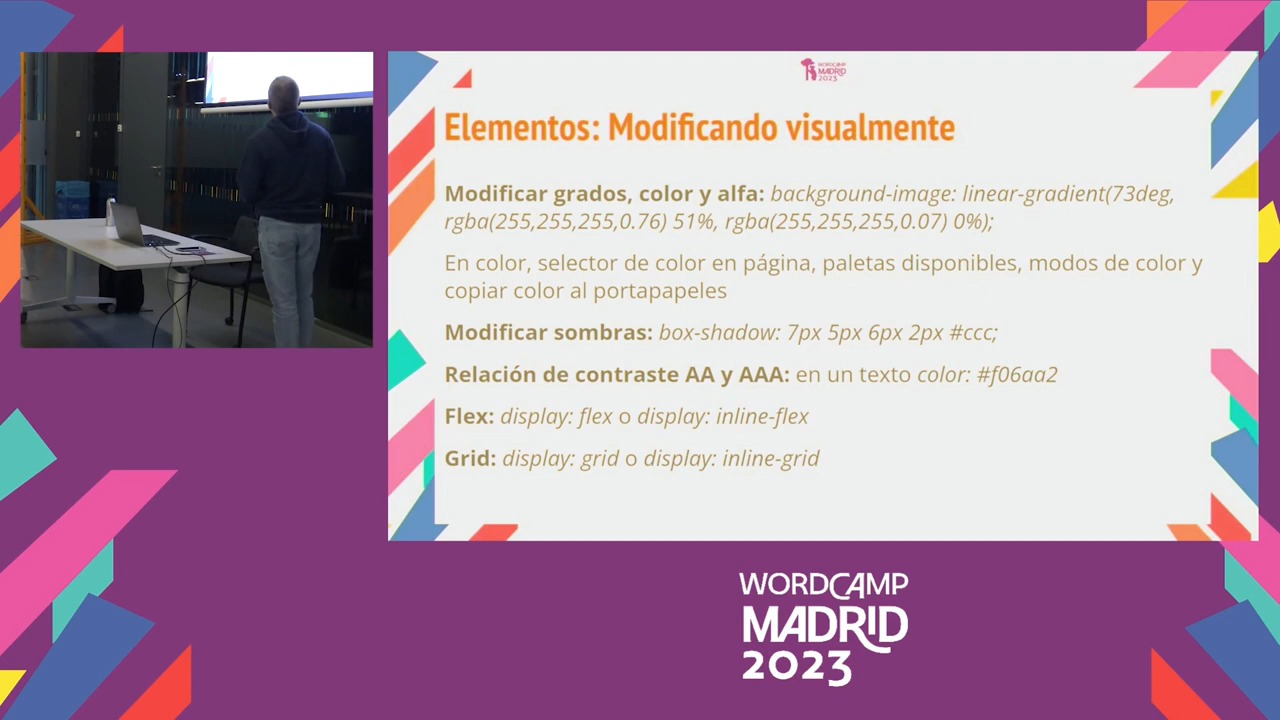 WORDCAMP
MADRID
2023
Elementos: Modificando visualmente
Modificar grados, color y alfa: background-image: linear-gradient(73deg,
rgba(255,255,255,0.76) 51%, rgba(255,255,255,0.07) 0%);
En color, selector de color en página, paletas disponibles, modos de color y
copiar color al portapapeles
Modificar sombras: box-shadow: 7px 5px 6px 2px #ccc;
Relación de contraste AA y AAA: en un texto color: #f06aa2
Flex: display: flex o display: inline-flex
Grid: display: grid o display: inline-grid
WORDCAMP
MADRID
2023